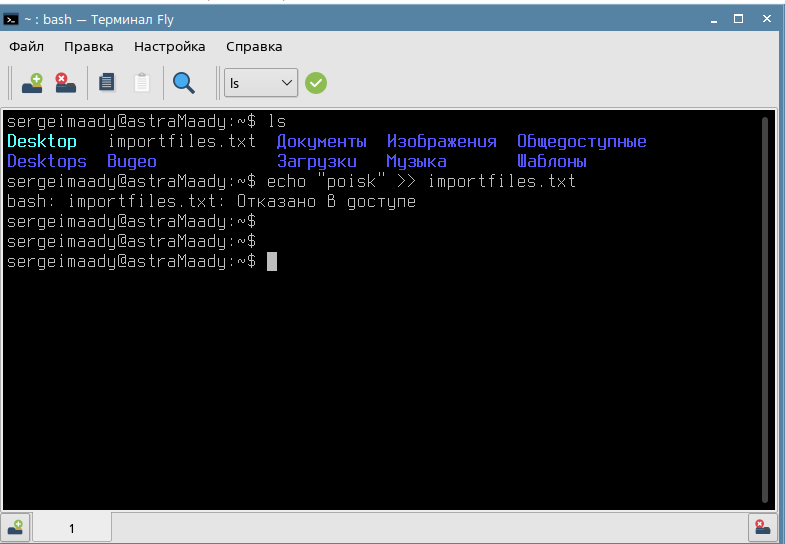 ~ : bash — Терминал Fly
Файл Правка Настройка Справка
ls
sergeimaady@astraMaady:~$ ls
Desktop importfiles.txt Документы Изображения Общедоступные
Desktops Видео Загрузки Музыка Шаблоны
sergeimaady@astraMaady:~$ echo "poisk" >> importfiles.txt
bash: importfiles.txt: Отказано в доступе
sergeimaady@astraMaady:~$
sergeimaady@astraMaady:~$
sergeimaady@astraMaady:~$
1